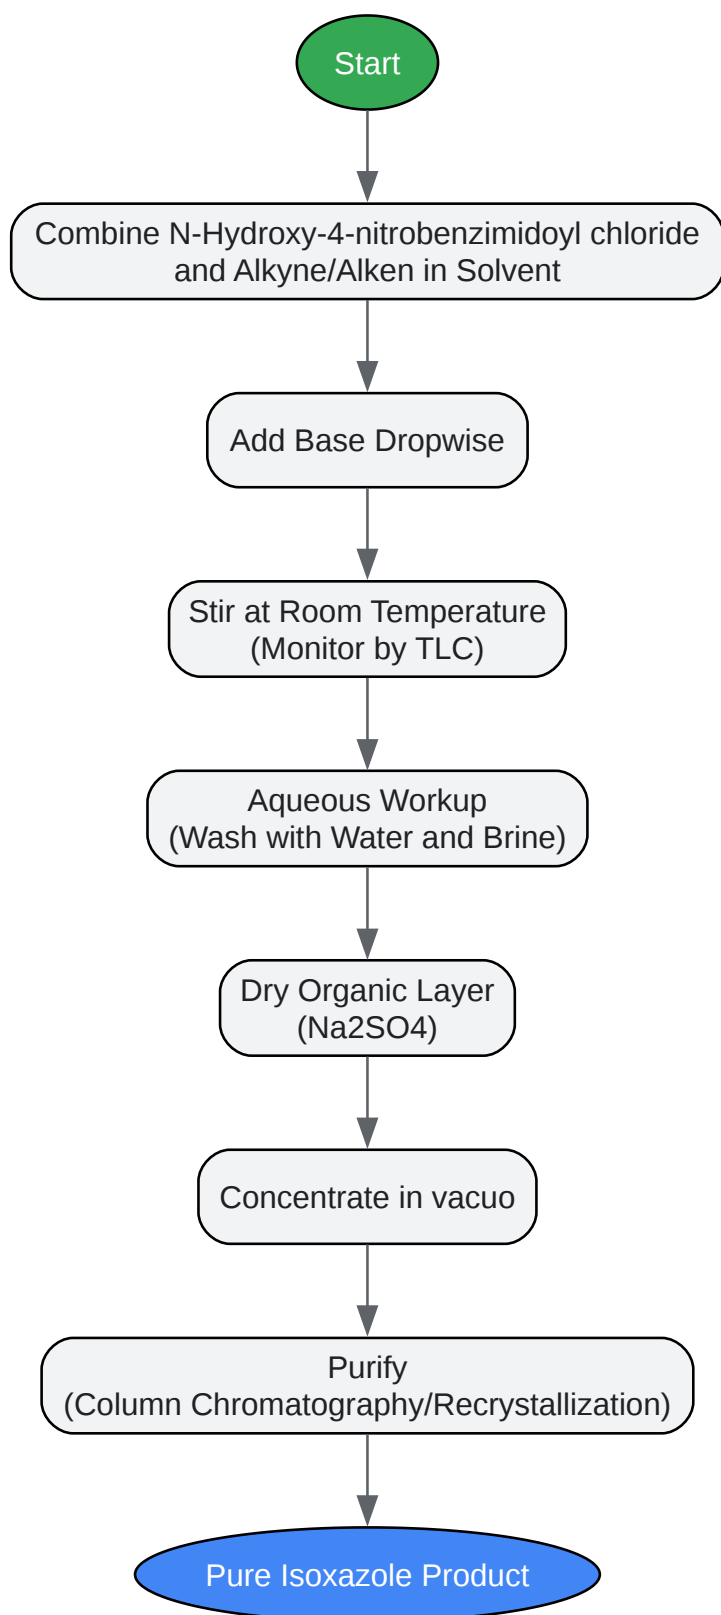 Start
Combine N-Hydroxy-4-nitrobenzimidoyl chloride
and Alkyne/Alken in Solvent
Add Base Dropwise
Stir at Room Temperature
(Monitor by TLC)
Aqueous Workup
(Wash with Water and Brine)
Dry Organic Layer
(Na2SO4)
Concentrate in vacuo
Purify
(Column Chromatography/Recrystallization)
Pure Isoxazole Product